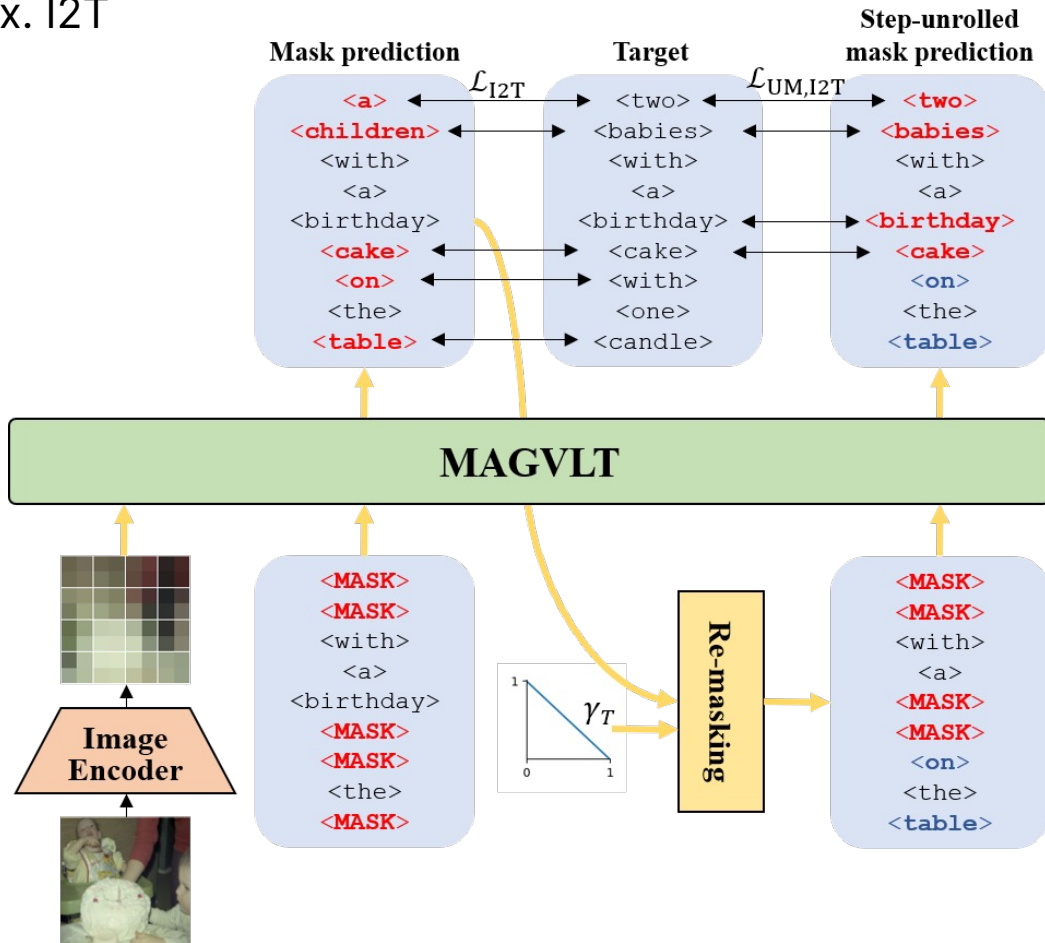 x. I2T
Mask prediction
<a>
<children>
<with>
<a>
<birthday>
<cake>
<on>
<the>
<table>
ℒI2T
Target
<two>
<babies>
<with>
<a>
<birthday>
<cake>
<with>
<one>
<candle>
ℒUM,I2T
Step-unrolled
mask prediction
<two>
<babies>
<with>
<a>
<birthday>
<cake>
<on>
<the>
<table>
MAGVLT
Image
Encoder
<MASK>
<MASK>
<with>
<a>
<birthday>
<MASK>
<MASK>
<the>
<MASK>
1
γT
0
1
Re-masking
<MASK>
<MASK>
<with>
<a>
<MASK>
<MASK>
<on>
<the>
<table>